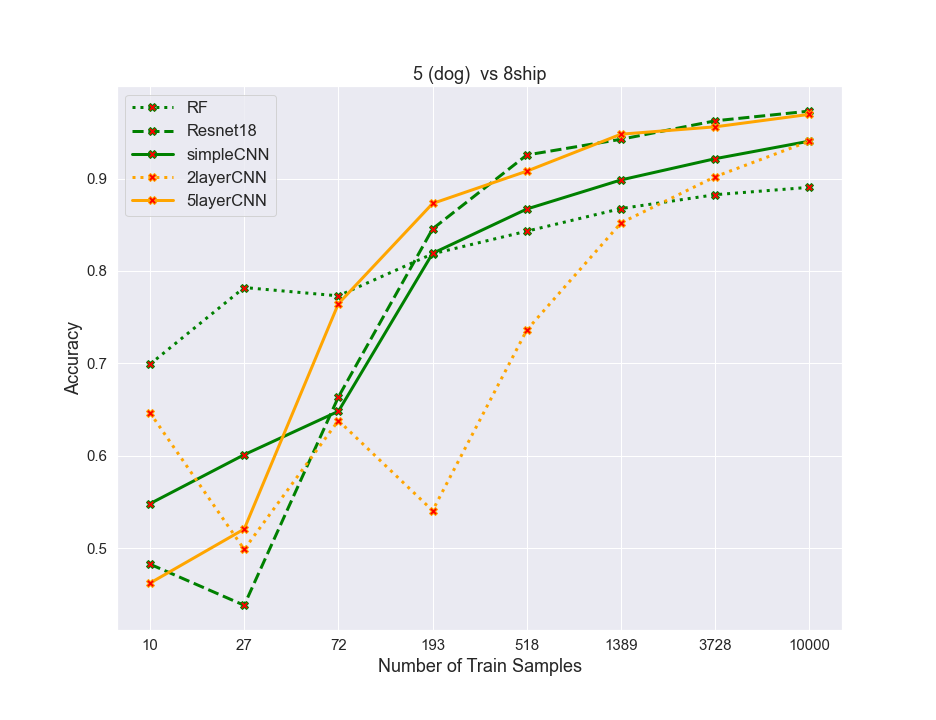 5 (dog)  vs 8ship
RF
Resnet18
simpleCNN
2layerCNN
5layerCNN
Accuracy
0.9
0.8
0.7
0.6
0.5
10 27 72 193 518 1389 3728 10000
Number of Train Samples